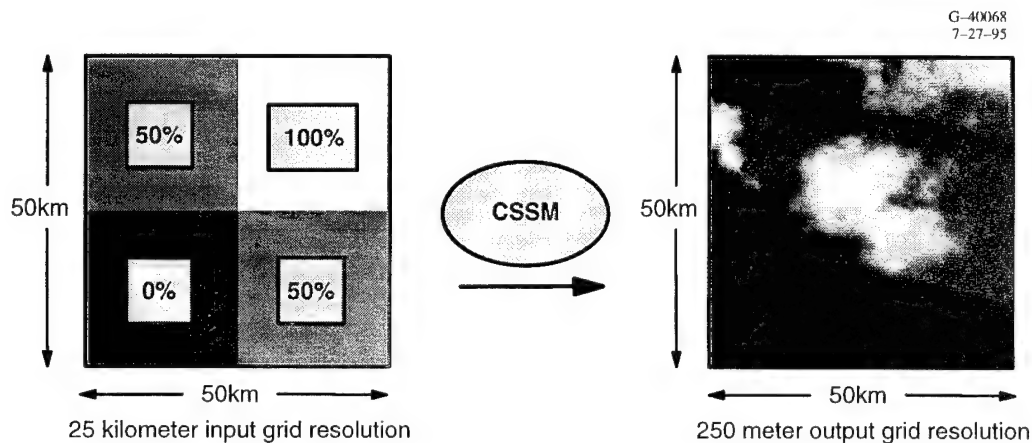 G-40068
7-27-95
50% 100%
50km CSSM 50km
0% 50%
50km 50km
25 kilometer input grid resolution 250 meter output grid resolution